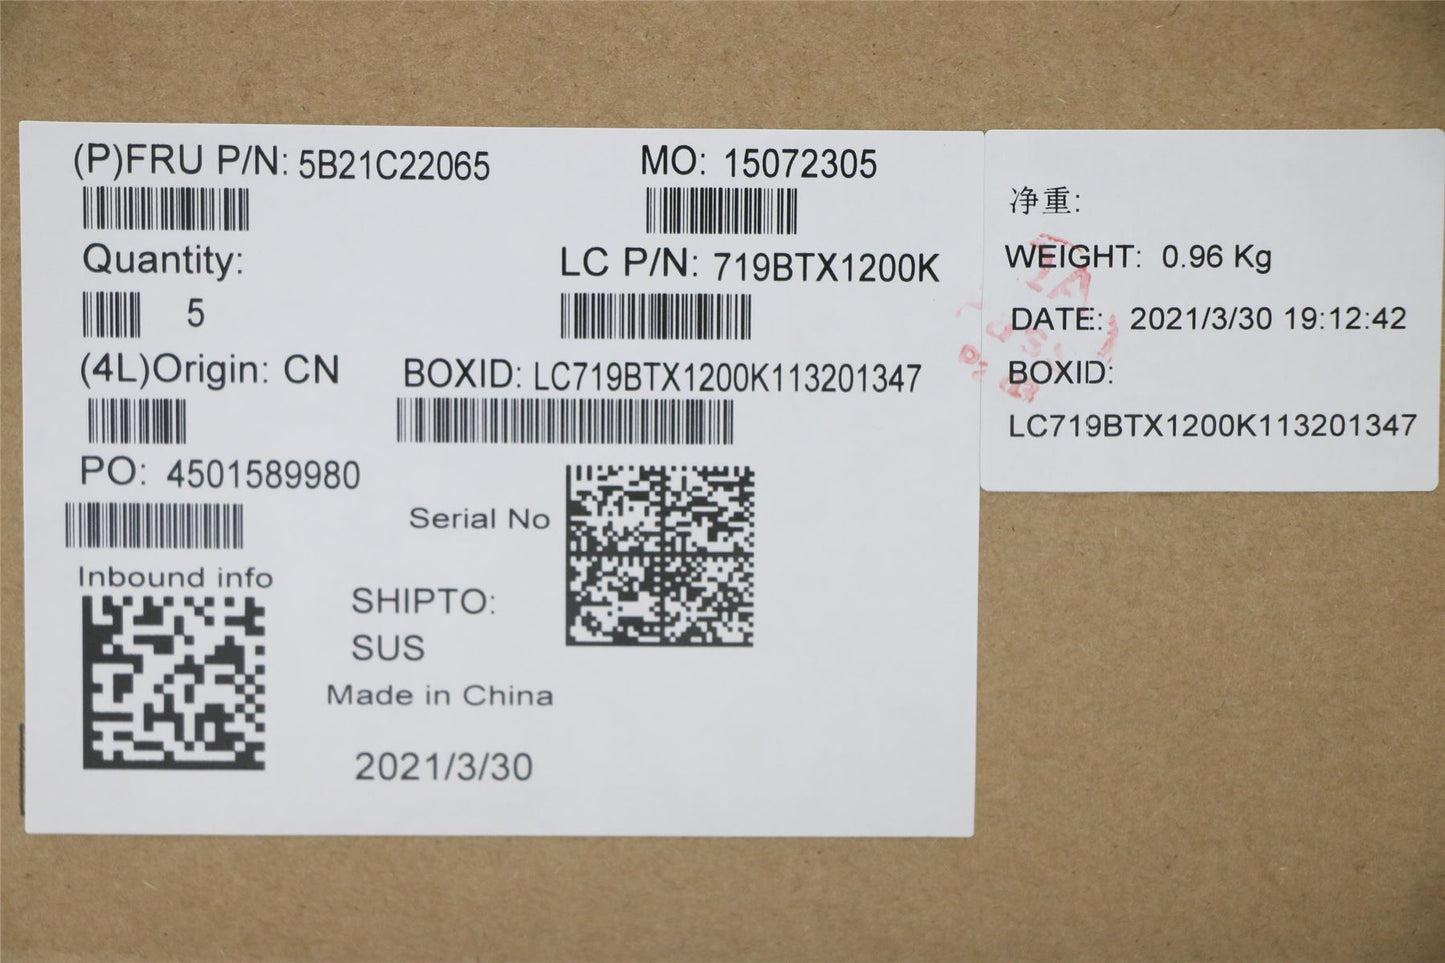 (P)FRU P/N: 5B21C22065
MO: 15072305
Quantity:
5
LC P/N: 719BTX1200K
(4L)Origin: CN
BOXID: LC719BTX1200K113201347
PO: 4501589980
Serial No
Inbound info
SHIPTO:
SUS
Made in China
2021/3/30
净重:
WEIGHT: 0.96 Kg
DATE: 2021/3/30 19:12:42
BOXID:
LC719BTX1200K113201347